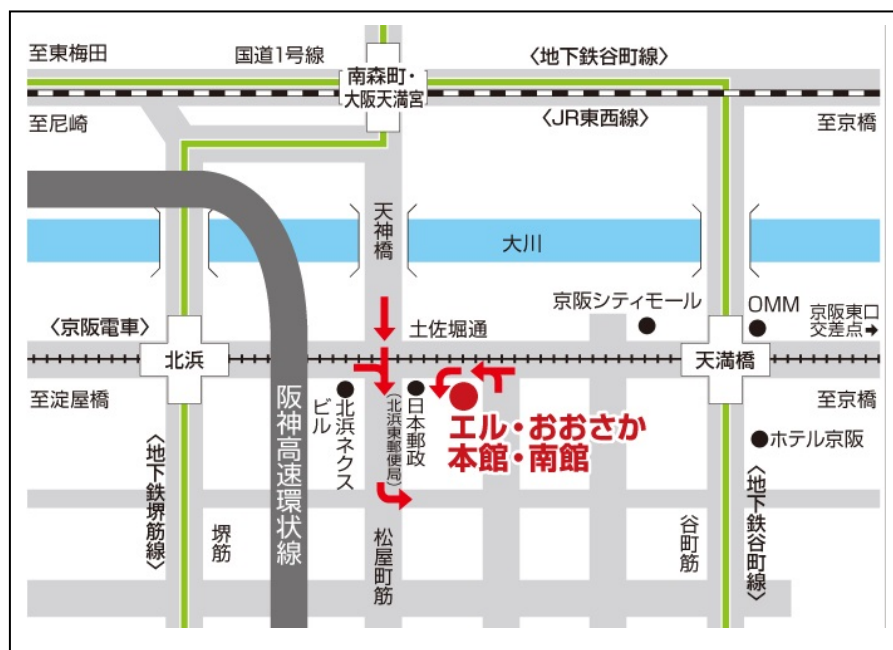 至東梅田
国道1号線
〈地下鉄谷町線〉
南森町・
大阪天満宮
至尼崎
〈JR東西線〉
至京橋
天神橋
大川
京阪シティモール
OMM
京阪東口
交差点➔
〈京阪電車〉
土佐堀通
北浜
天満橋
至淀屋橋
至京橋
阪神高速環状線
北浜ネクス
ビル
(北浜東郵便局)
日本郵政
エル・おおさか
本館・南館
ホテル京阪
〈地下鉄堺筋線〉
堺筋
松屋町筋
谷町筋
〈地下鉄谷町線〉